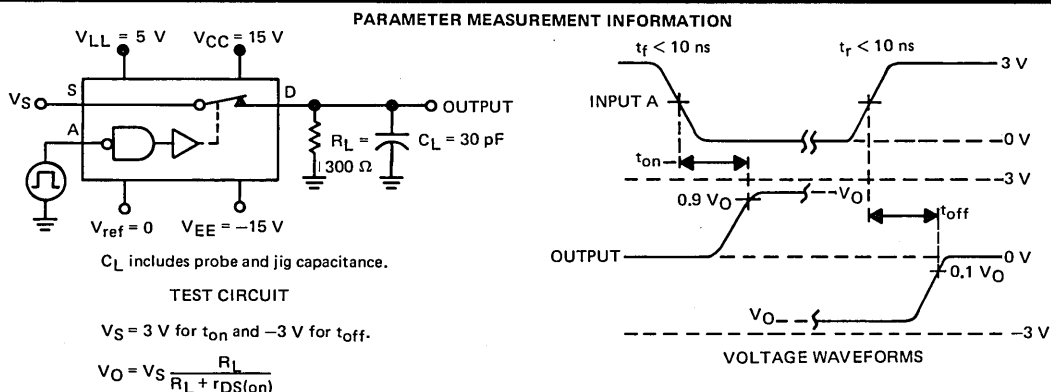 PARAMETER MEASUREMENT INFORMATION
VLL = 5 V
VCC = 15 V
VS
S
D
OUTPUT
A
RL =
300 Ω
CL = 30 pF
Vref = 0
VEE = −15 V
CL includes probe and jig capacitance.
TEST CIRCUIT
VS = 3 V for ton and −3 V for toff.
VO = VS RL / RL + rDS(on)
tf < 10 ns
tr < 10 ns
3 V
INPUT A
0 V
ton
3 V
0.9 VO
VO
toff
OUTPUT
0 V
0.1 VO
VO
−3 V
VOLTAGE WAVEFORMS